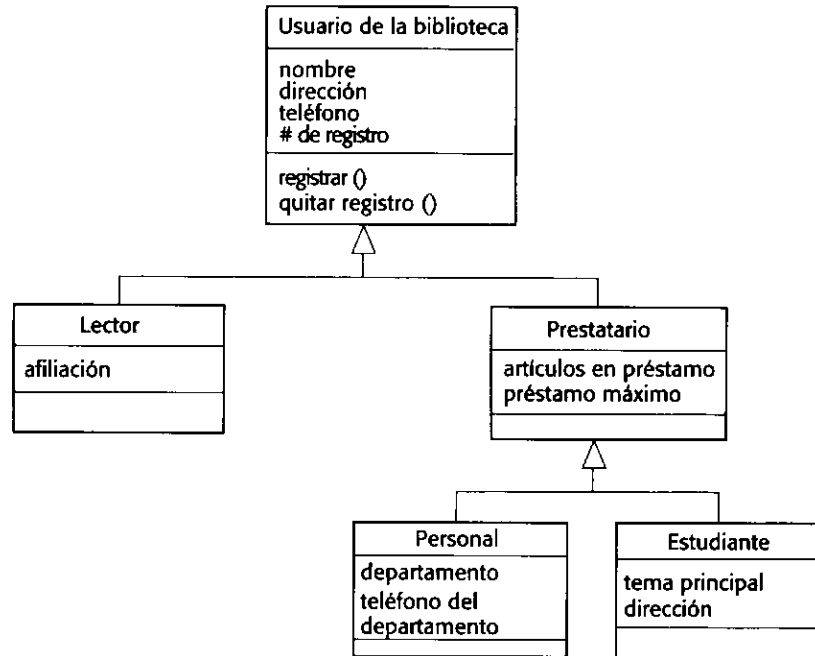 Usuario de la biblioteca
nombre
dirección
teléfono
# de registro
registrar ()
quitar registro ()
Lector
afiliación
Prestatario
artículos en préstamo
préstamo máximo
Personal
departamento
teléfono del
departamento
Estudiante
tema principal
dirección